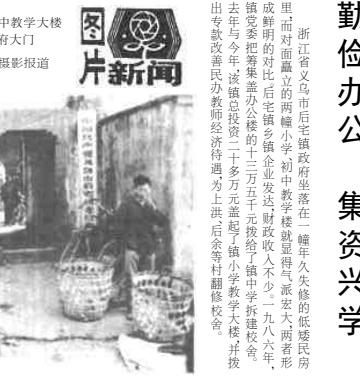 勤俭办公 集资兴学
浙江省义乌市后宅镇政府坐落在一幢年久失修的低矮民房
里,而对面矗立的两幢小学、初中教学楼就显得气派宏大,两者形
成鲜明的对比。后宅镇乡镇企业发达,财政收入不少。一九八六年,
镇党委把筹集盖办公楼的十三万五千元拨给了镇中学拆建校舍。
去年与今年,该镇总投资二十多万元盖起了镇小学教学大楼,并拨
出专款改善民办教师经济待遇,为上洪、后余等村翻修校舍。
图片新闻
中教学大楼
府大门
摄影报道